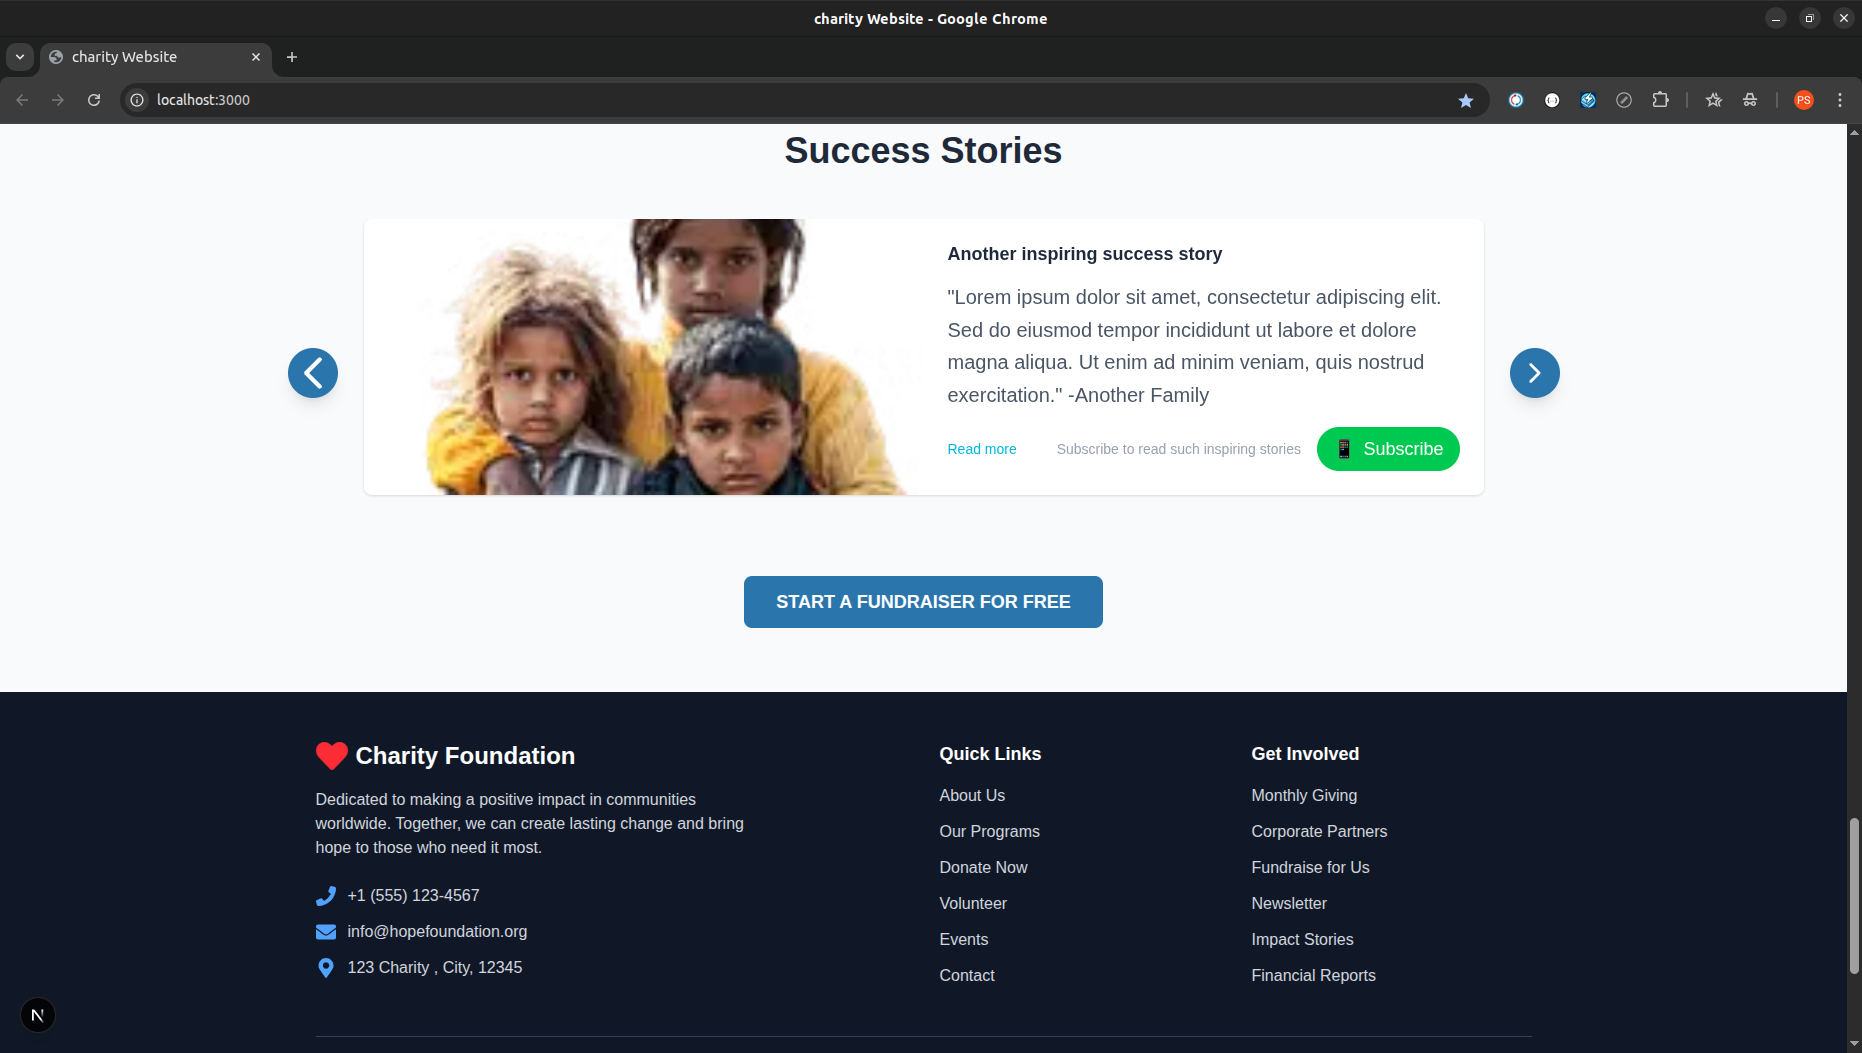 charity Website - Google Chrome
charity Website
localhost:3000
PS
Success Stories
Another inspiring success story
"Lorem ipsum dolor sit amet, consectetur adipiscing elit.
Sed do eiusmod tempor incididunt ut labore et dolore
magna aliqua. Ut enim ad minim veniam, quis nostrud
exercitation." -Another Family
Read more
Subscribe to read such inspiring stories
Subscribe
START A FUNDRAISER FOR FREE
Charity Foundation
Dedicated to making a positive impact in communities
worldwide. Together, we can create lasting change and bring
hope to those who need it most.
+1 (555) 123-4567
info@hopefoundation.org
123 Charity , City, 12345
Quick Links
About Us
Our Programs
Donate Now
Volunteer
Events
Contact
Get Involved
Monthly Giving
Corporate Partners
Fundraise for Us
Newsletter
Impact Stories
Financial Reports
N